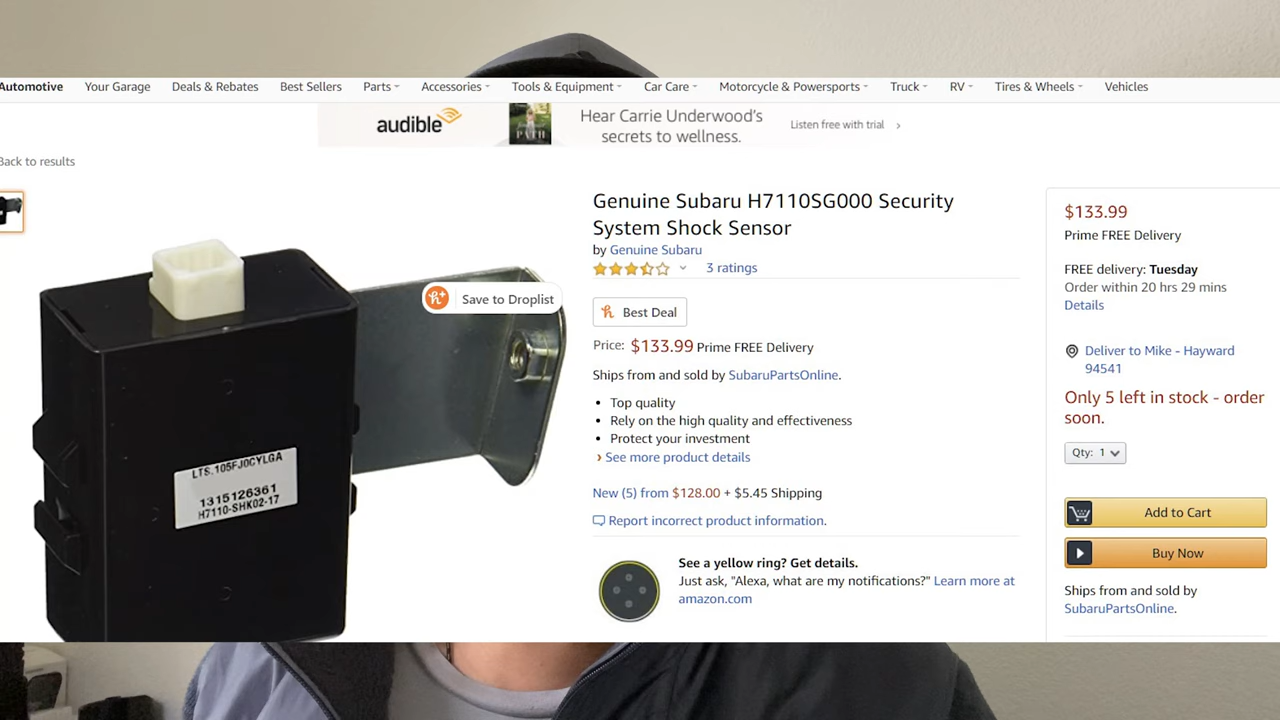 Automotive
Your Garage
Deals & Rebates
Best Sellers
Parts
Accessories
Tools & Equipment
Car Care
Motorcycle & Powersports
Truck
RV
Tires & Wheels
Vehicles
audible
PATH
Hear Carrie Underwood's
secrets to wellness.
Listen free with trial
Back to results
Genuine Subaru H7110SG000 Security
System Shock Sensor
by Genuine Subaru
3 ratings
Save to Droplist
Best Deal
Price: $133.99 Prime FREE Delivery
Ships from and sold by SubaruPartsOnline.
Top quality
Rely on the high quality and effectiveness
Protect your investment
See more product details
New (5) from $128.00 + $5.45 Shipping
Report incorrect product information.
See a yellow ring? Get details.
Just ask, "Alexa, what are my notifications?" Learn more at
amazon.com
LTS.105FJ0CYLGA
1315126361
H7110-SHK02-17
$133.99
Prime FREE Delivery
FREE delivery: Tuesday
Order within 20 hrs 29 mins
Details
Deliver to Mike - Hayward
94541
Only 5 left in stock - order
soon.
Qty: 1
Add to Cart
Buy Now
Ships from and sold by
SubaruPartsOnline.